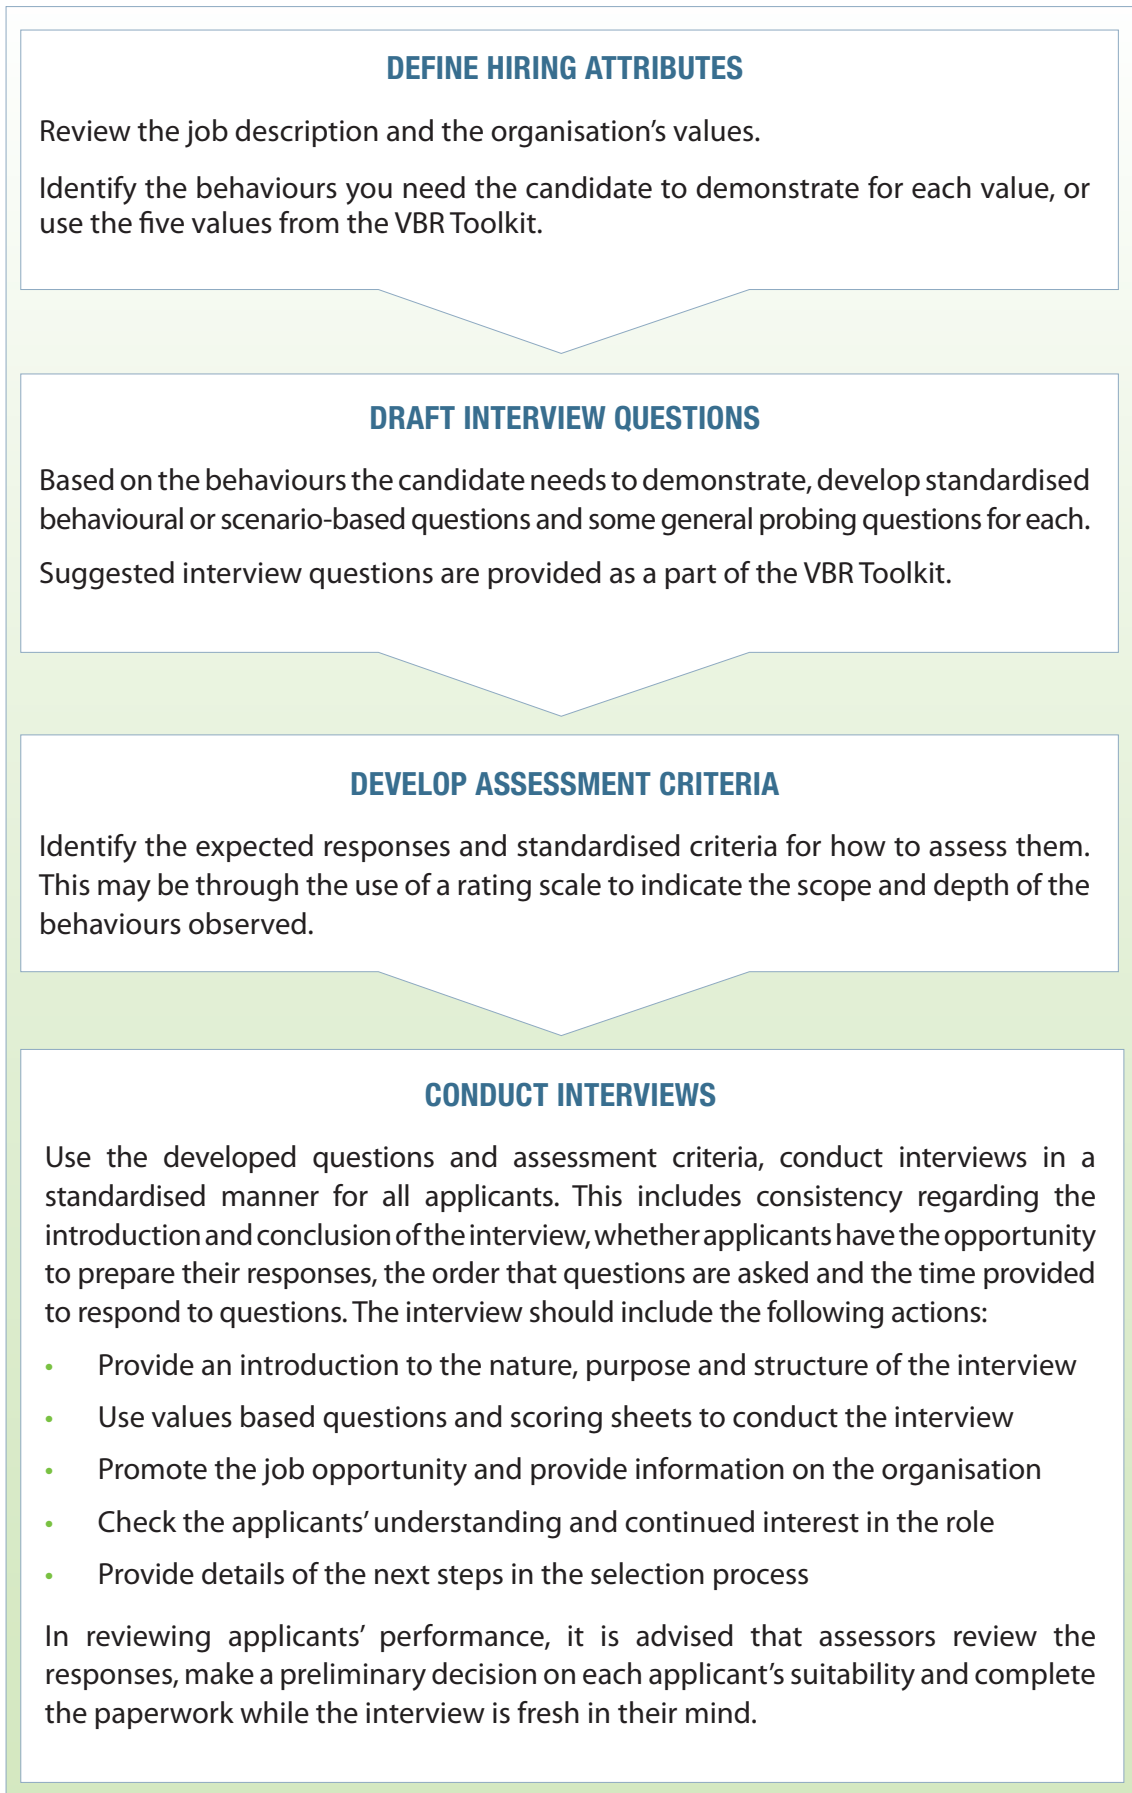 DEFINE HIRING ATTRIBUTES
Review the job description and the organisation’s values.
Identify the behaviours you need the candidate to demonstrate for each value, or
use the five values from the VBR Toolkit.
DRAFT INTERVIEW QUESTIONS
Based on the behaviours the candidate needs to demonstrate, develop standardised
behavioural or scenario-based questions and some general probing questions for each.
Suggested interview questions are provided as a part of the VBR Toolkit.
DEVELOP ASSESSMENT CRITERIA
Identify the expected responses and standardised criteria for how to assess them.
This may be through the use of a rating scale to indicate the scope and depth of the
behaviours observed.
CONDUCT INTERVIEWS
Use the developed questions and assessment criteria, conduct interviews in a
standardised manner for all applicants. This includes consistency regarding the
introduction and conclusion of the interview, whether applicants have the opportunity
to prepare their responses, the order that questions are asked and the time provided
to respond to questions. The interview should include the following actions:
• Provide an introduction to the nature, purpose and structure of the interview
• Use values based questions and scoring sheets to conduct the interview
• Promote the job opportunity and provide information on the organisation
• Check the applicants’ understanding and continued interest in the role
• Provide details of the next steps in the selection process
In reviewing applicants’ performance, it is advised that assessors review the
responses, make a preliminary decision on each applicant’s suitability and complete
the paperwork while the interview is fresh in their mind.